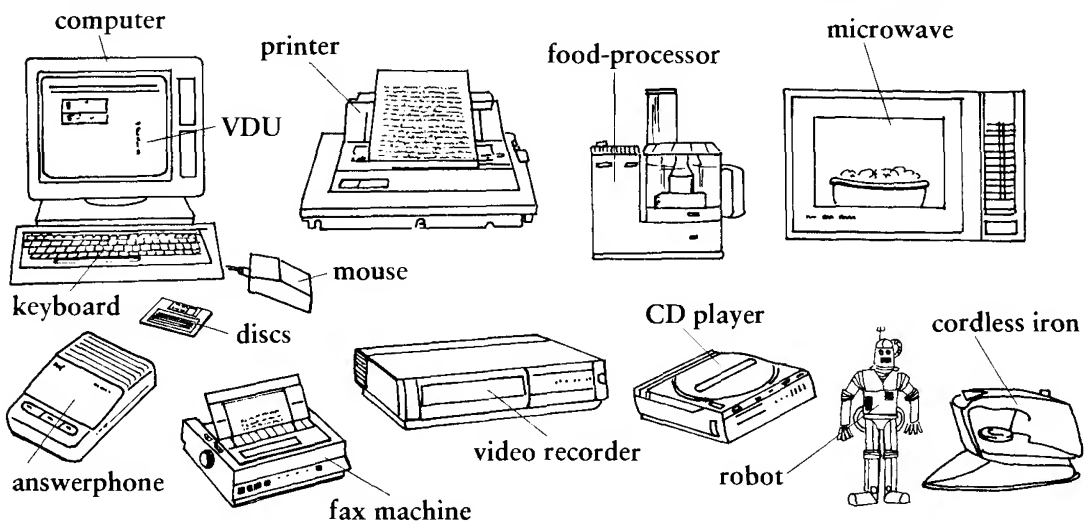 computer
printer
food-processor
microwave
VDU
keyboard
mouse
discs
CD player
cordless iron
answerphone
fax machine
video recorder
robot